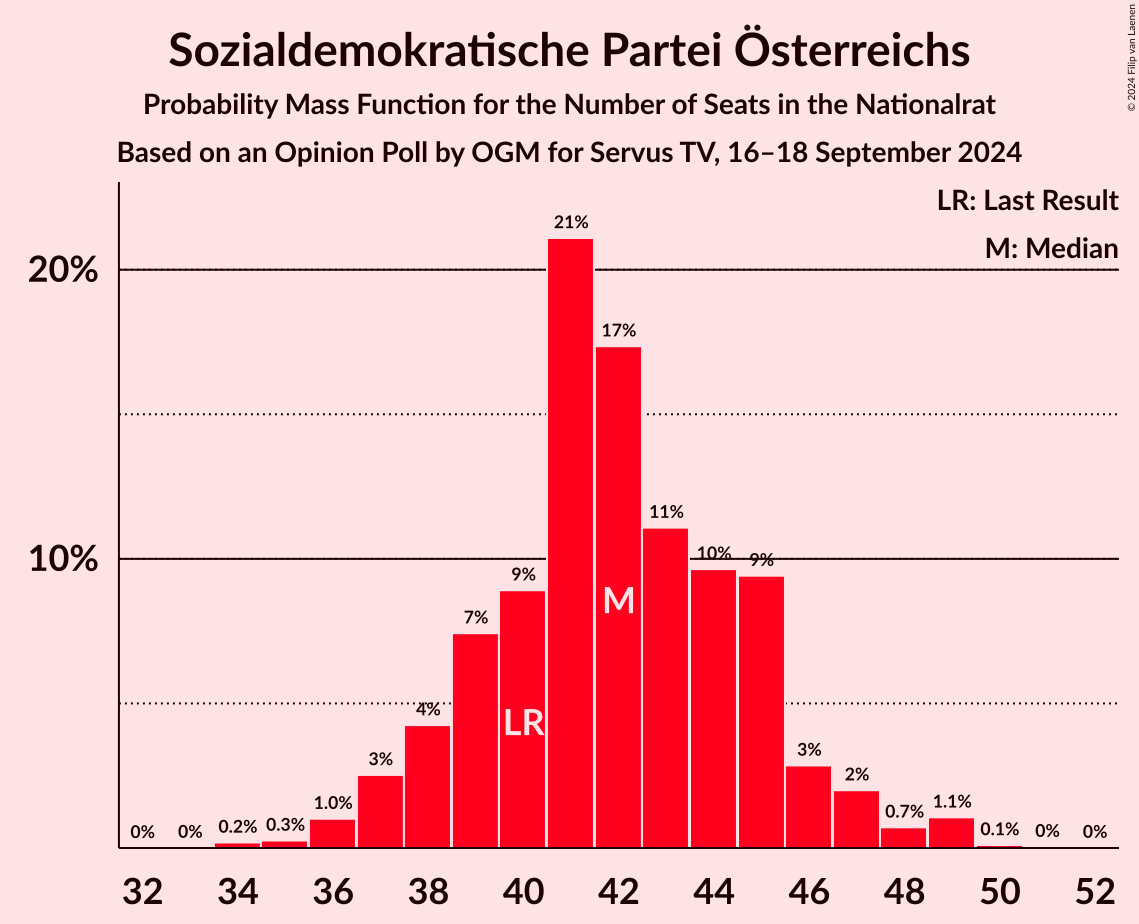 Sozialdemokratische Partei Österreichs
Probability Mass Function for the Number of Seats in the Nationalrat
Based on an Opinion Poll by OGM for Servus TV, 16–18 September 2024
© 2024 Filip van Laenen
LR: Last Result
M: Median
20%
10%
0%
0%
0.2%
0.3%
1.0%
3%
4%
7%
9%
21%
17%
11%
10%
9%
3%
2%
0.7%
1.1%
0.1%
0%
0%
LR
M
32 34 36 38 40 42 44 46 48 50 52